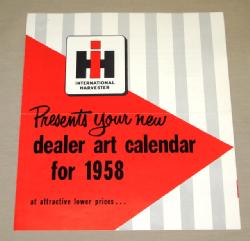 IH
INTERNATIONAL
HARVESTER
Presents your new
dealer art calendar
for 1958
at attractive lower prices...